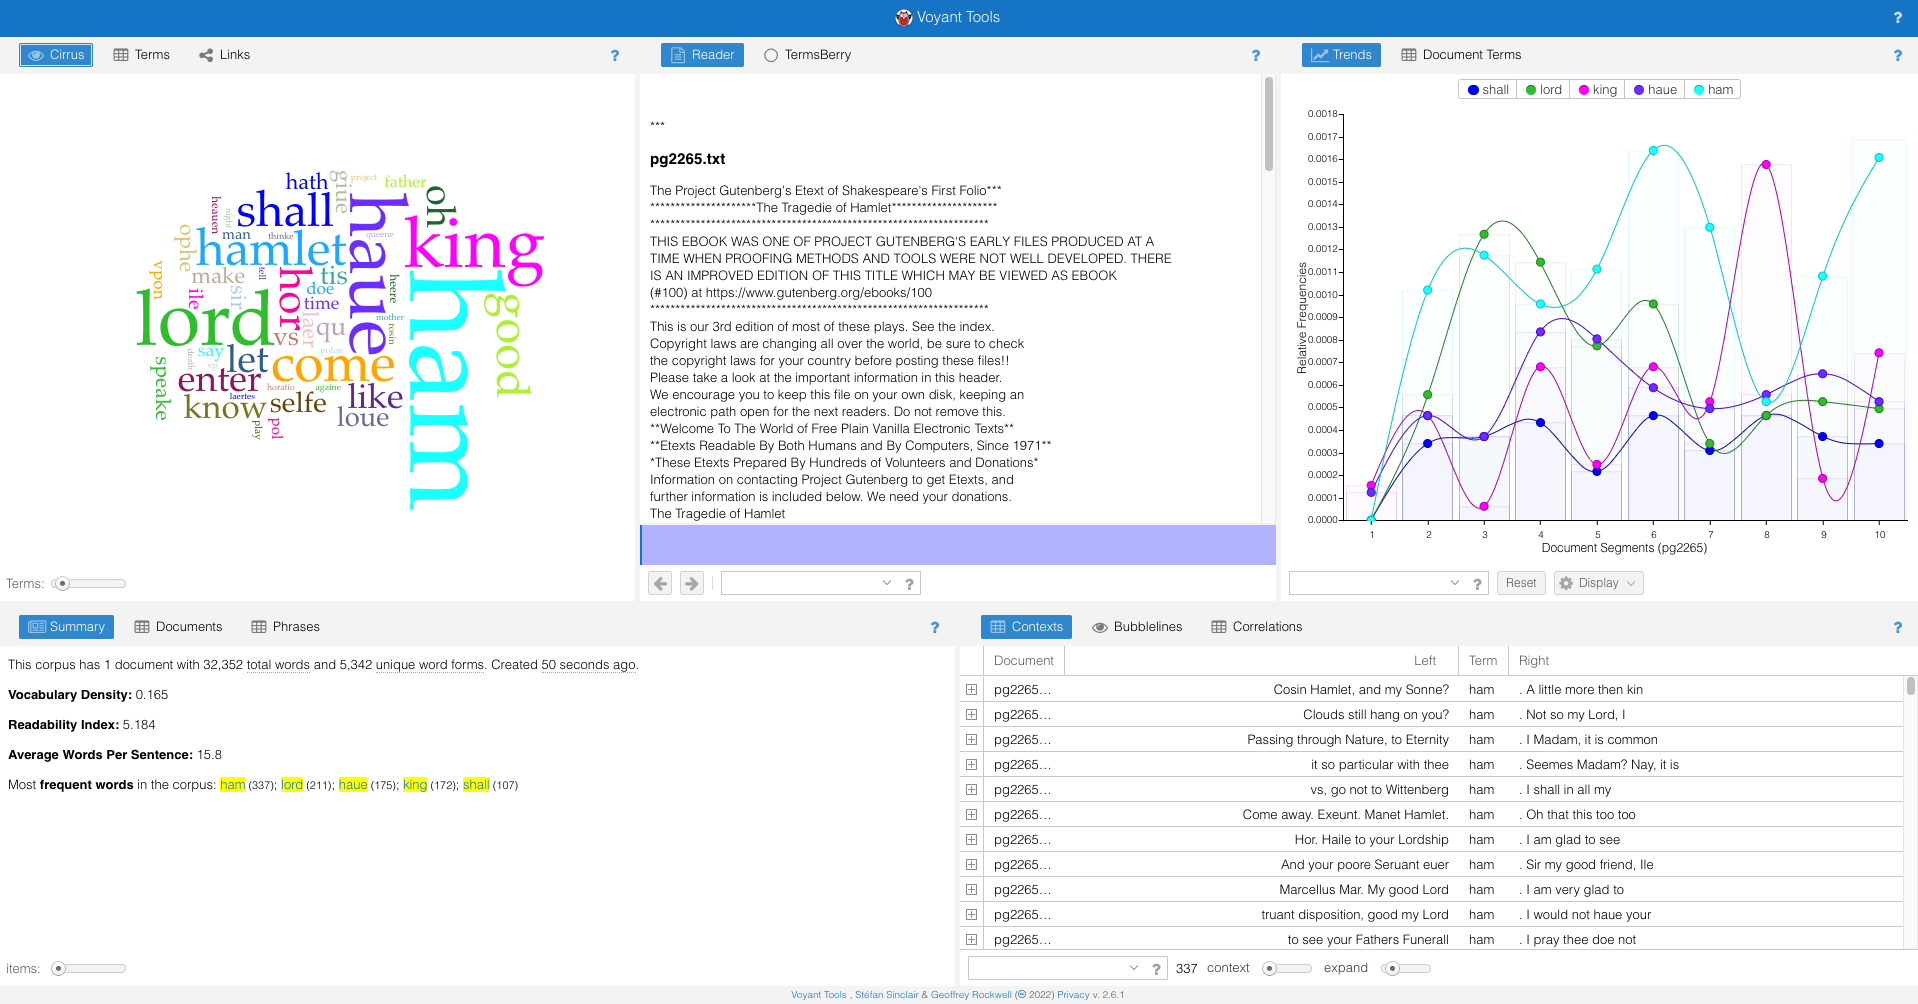 Voyant Tools
?
Cirrus Terms Links ?
hath giue project father oh
heauen night shall haue king
ophe man thinke hamlet queene
vpon make tell hor tis heere good
ile sir doe time ham
lord laer qu mother rosin
vs say death let vp polon
speake enter come horatio againe
laertes like know selfe loue
play pol
Terms:
Reader TermsBerry ?
***
pg2265.txt
The Project Gutenberg's Etext of Shakespeare's First Folio***
*********************The Tragedie of Hamlet*********************
*******************************************************************
THIS EBOOK WAS ONE OF PROJECT GUTENBERG'S EARLY FILES PRODUCED AT A
TIME WHEN PROOFING METHODS AND TOOLS WERE NOT WELL DEVELOPED. THERE
IS AN IMPROVED EDITION OF THIS TITLE WHICH MAY BE VIEWED AS EBOOK
(#100) at https://www.gutenberg.org/ebooks/100
*******************************************************************
This is our 3rd edition of most of these plays. See the index.
Copyright laws are changing all over the world, be sure to check
the copyright laws for your country before posting these files!!
Please take a look at the important information in this header.
We encourage you to keep this file on your own disk, keeping an
electronic path open for the next readers. Do not remove this.
**Welcome To The World of Free Plain Vanilla Electronic Texts**
**Etexts Readable By Both Humans and By Computers, Since 1971**
*These Etexts Prepared By Hundreds of Volunteers and Donations*
Information on contacting Project Gutenberg to get Etexts, and
further information is included below. We need your donations.
The Tragedie of Hamlet
?
Trends Document Terms ?
shall lord king haue ham
0.0018
0.0017
0.0016
0.0015
0.0014
0.0013
0.0012
0.0011
0.0010
0.0009
0.0008
0.0007
0.0006
0.0005
0.0004
0.0003
0.0002
0.0001
0.0000
Relative Frequencies
1 2 3 4 5 6 7 8 9 10
Document Segments (pg2265)
? Reset Display
Summary Documents Phrases ?
This corpus has 1 document with 32,352 total words and 5,342 unique word forms. Created 50 seconds ago.
Vocabulary Density: 0.165
Readability Index: 5.184
Average Words Per Sentence: 15.8
Most frequent words in the corpus: ham (337); lord (211); haue (175); king (172); shall (107)
items:
Contexts Bubblelines Correlations ?
Document Left Term Right
pg2265... Cosin Hamlet, and my Sonne? ham . A little more then kin
pg2265... Clouds still hang on you? ham . Not so my Lord, I
pg2265... Passing through Nature, to Eternity ham . I Madam, it is common
pg2265... it so particular with thee ham . Seemes Madam? Nay, it is
pg2265... vs, go not to Wittenberg ham . I shall in all my
pg2265... Come away. Exeunt. Manet Hamlet. ham . Oh that this too too
pg2265... Hor. Haile to your Lordship ham . I am glad to see
pg2265... And your poore Seruant euer ham . Sir my good friend, Ile
pg2265... Marcellus Mar. My good Lord ham . I am very glad to
pg2265... truant disposition, good my Lord ham . I would not haue your
pg2265... to see your Fathers Funerall ham . I pray thee doe not
? 337 context expand
Voyant Tools , Stéfan Sinclair & Geoffrey Rockwell (🅭 2022) Privacy v. 2.6.1